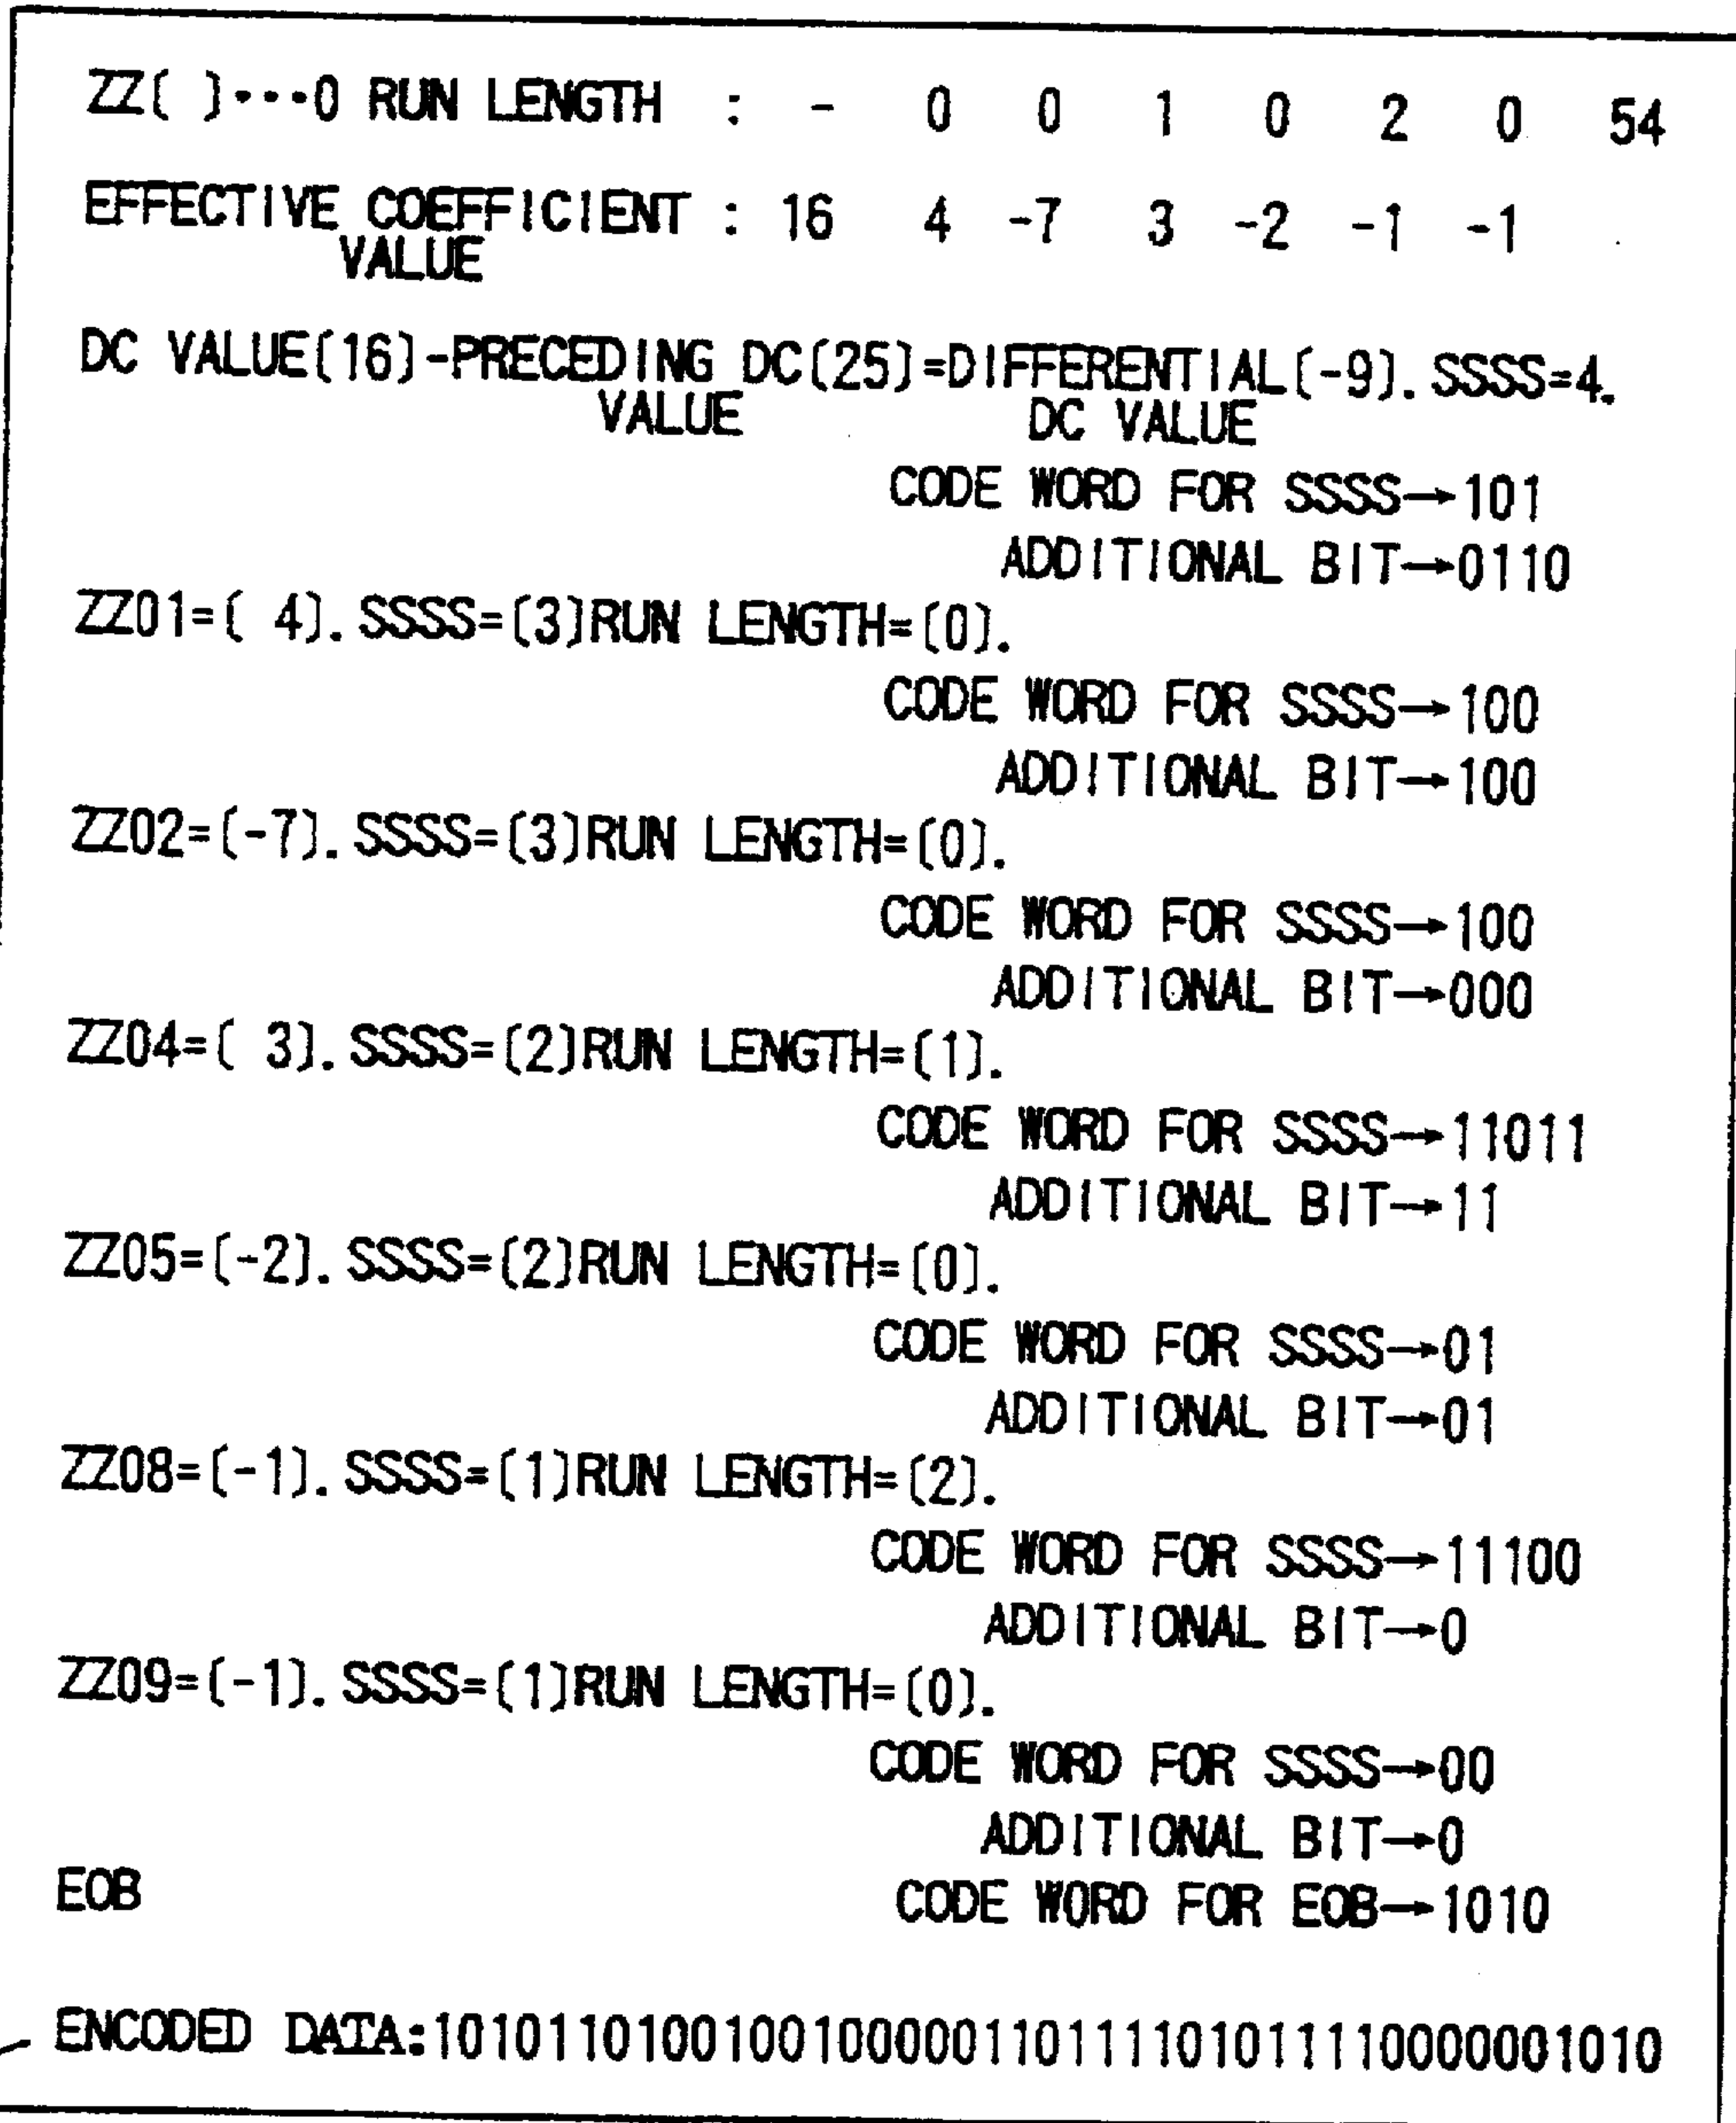 ZZ( )···0 RUN LENGTH : - 0 0 1 0 2 0 54
EFFECTIVE COEFFICIENT : 16 4 -7 3 -2 -1 -1
VALUE
DC VALUE(16)-PRECEDING DC(25)=DIFFERENTIAL(-9). SSSS=4.
VALUE DC VALUE
CODE WORD FOR SSSS→101
ADDITIONAL BIT→0110
ZZ01=( 4). SSSS=(3)RUN LENGTH=(0).
CODE WORD FOR SSSS→100
ADDITIONAL BIT→100
ZZ02=(-7). SSSS=(3)RUN LENGTH=(0).
CODE WORD FOR SSSS→100
ADDITIONAL BIT→000
ZZ04=( 3). SSSS=(2)RUN LENGTH=(1).
CODE WORD FOR SSSS→11011
ADDITIONAL BIT→11
ZZ05=(-2). SSSS=(2)RUN LENGTH=(0).
CODE WORD FOR SSSS→01
ADDITIONAL BIT→01
ZZ08=(-1). SSSS=(1)RUN LENGTH=(2).
CODE WORD FOR SSSS→11100
ADDITIONAL BIT→0
ZZ09=(-1). SSSS=(1)RUN LENGTH=(0).
CODE WORD FOR SSSS→00
ADDITIONAL BIT→0
EOB CODE WORD FOR EOB→1010
ENCODED DATA:1010110100100100000110111101011110000001010